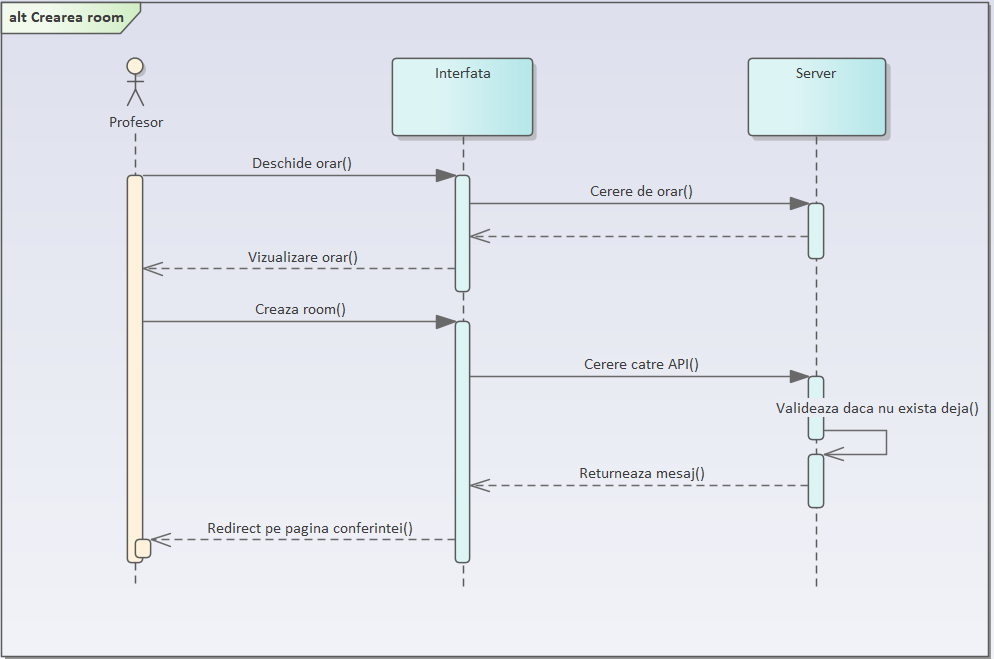 alt Crearea room
Interfata
Server
Profesor
Deschide orar()
Cerere de orar()
Vizualizare orar()
Creaza room()
Cerere catre API()
Valideaza daca nu exista deja()
Returneaza mesaj()
Redirect pe pagina conferintei()